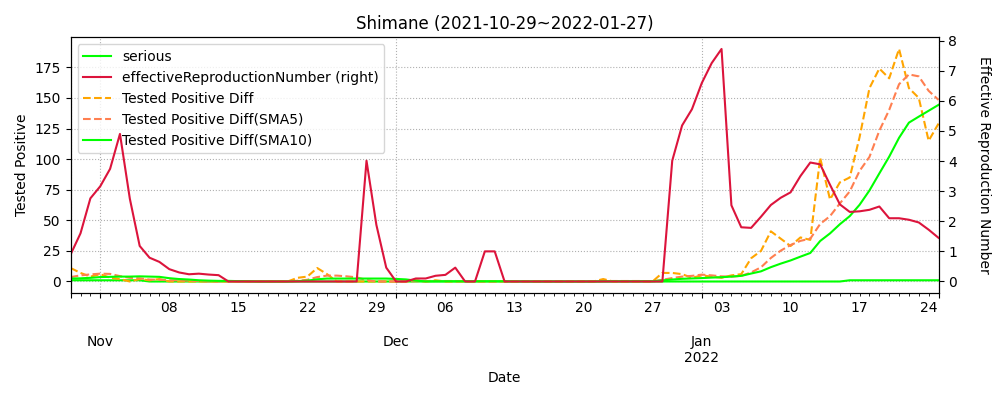 Shimane (2021-10-29~2022-01-27)
serious
effectiveReproductionNumber (right)
Tested Positive Diff
Tested Positive Diff(SMA5)
Tested Positive Diff(SMA10)
Tested Positive
175
150
125
100
75
50
25
0
8
7
6
5
4
3
2
1
0
Effective Reproduction Number
08 15 22 29 06 13 20 27 03 10 17 24
Nov Dec Jan
2022
Date